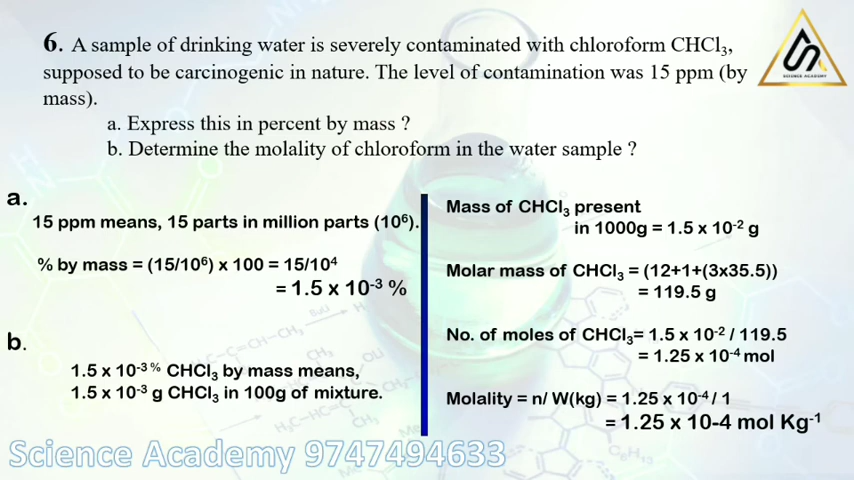 6. A sample of drinking water is severely contaminated with chloroform CHCl₃,
supposed to be carcinogenic in nature. The level of contamination was 15 ppm (by
mass).
a. Express this in percent by mass ?
b. Determine the molality of chloroform in the water sample ?
SCIENCE ACADEMY
a.
15 ppm means, 15 parts in million parts (10⁶).
% by mass = (15/10⁶) x 100 = 15/10⁴
= 1.5 x 10⁻³ %
b.
1.5 x 10⁻³ % CHCl₃ by mass means,
1.5 x 10⁻³ g CHCl₃ in 100g of mixture.
Mass of CHCl₃ present
in 1000g = 1.5 x 10⁻² g
Molar mass of CHCl₃ = (12+1+(3x35.5))
= 119.5 g
No. of moles of CHCl₃= 1.5 x 10⁻² / 119.5
= 1.25 x 10⁻⁴ mol
Molality = n/ W(kg) = 1.25 x 10⁻⁴ / 1
= 1.25 x 10-4 mol Kg⁻¹
Science Academy 9747494633